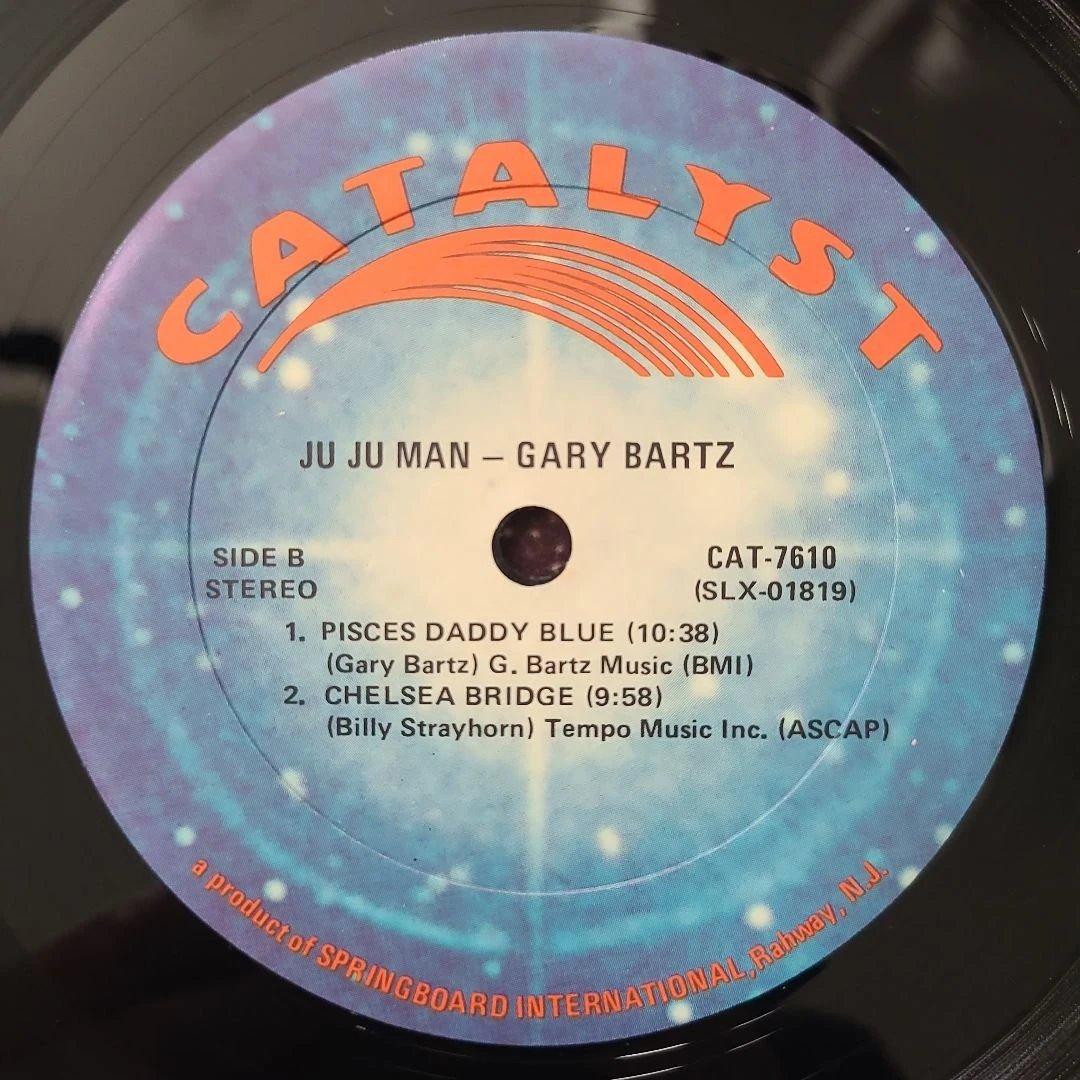 CATALYST
JU JU MAN – GARY BARTZ
SIDE B
STEREO
CAT-7610
(SLX-01819)
1. PISCES DADDY BLUE (10:38)
(Gary Bartz) G. Bartz Music (BMI)
2. CHELSEA BRIDGE (9:58)
(Billy Strayhorn) Tempo Music Inc. (ASCAP)
a product of SPRINGBOARD INTERNATIONAL, Rahway, N.J.